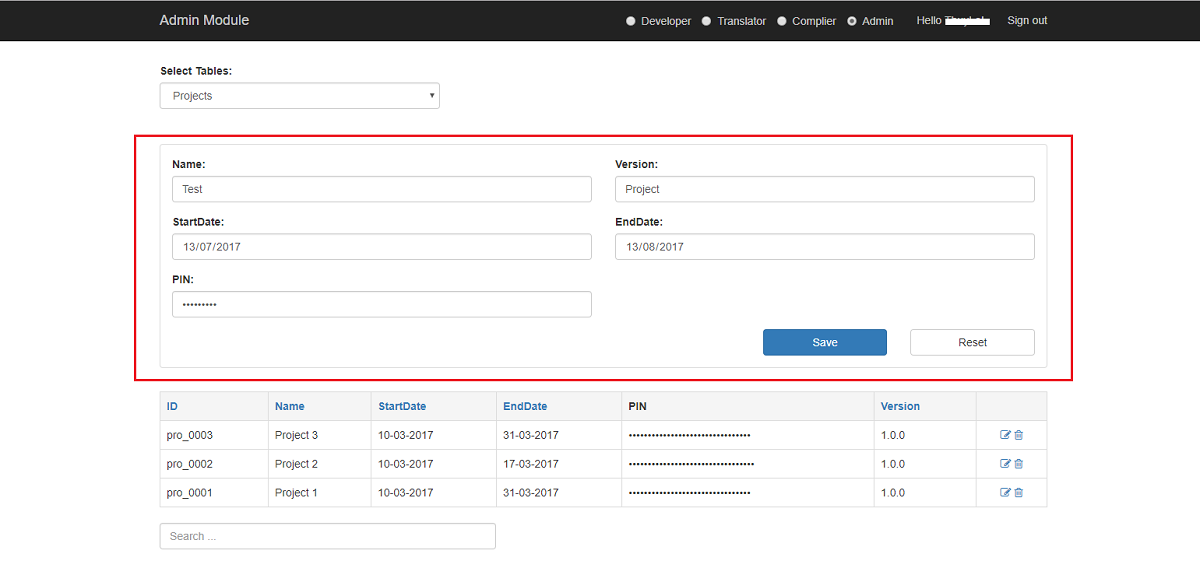 Admin Module Developer Translator Complier Admin Hello Sign out
Select Tables:
Projects
Name: Version:
Test Project
StartDate: EndDate:
13/07/2017 13/08/2017
PIN:
•••••••••
Save Reset
ID Name StartDate EndDate PIN Version
pro_0003 Project 3 10-03-2017 31-03-2017 •••••••••••••••••••••••••••••••• 1.0.0
pro_0002 Project 2 10-03-2017 17-03-2017 ••••••••••••••••••••••••••••••••• 1.0.0
pro_0001 Project 1 10-03-2017 31-03-2017 •••••••••••••••••••••••••••••••• 1.0.0
Search ...